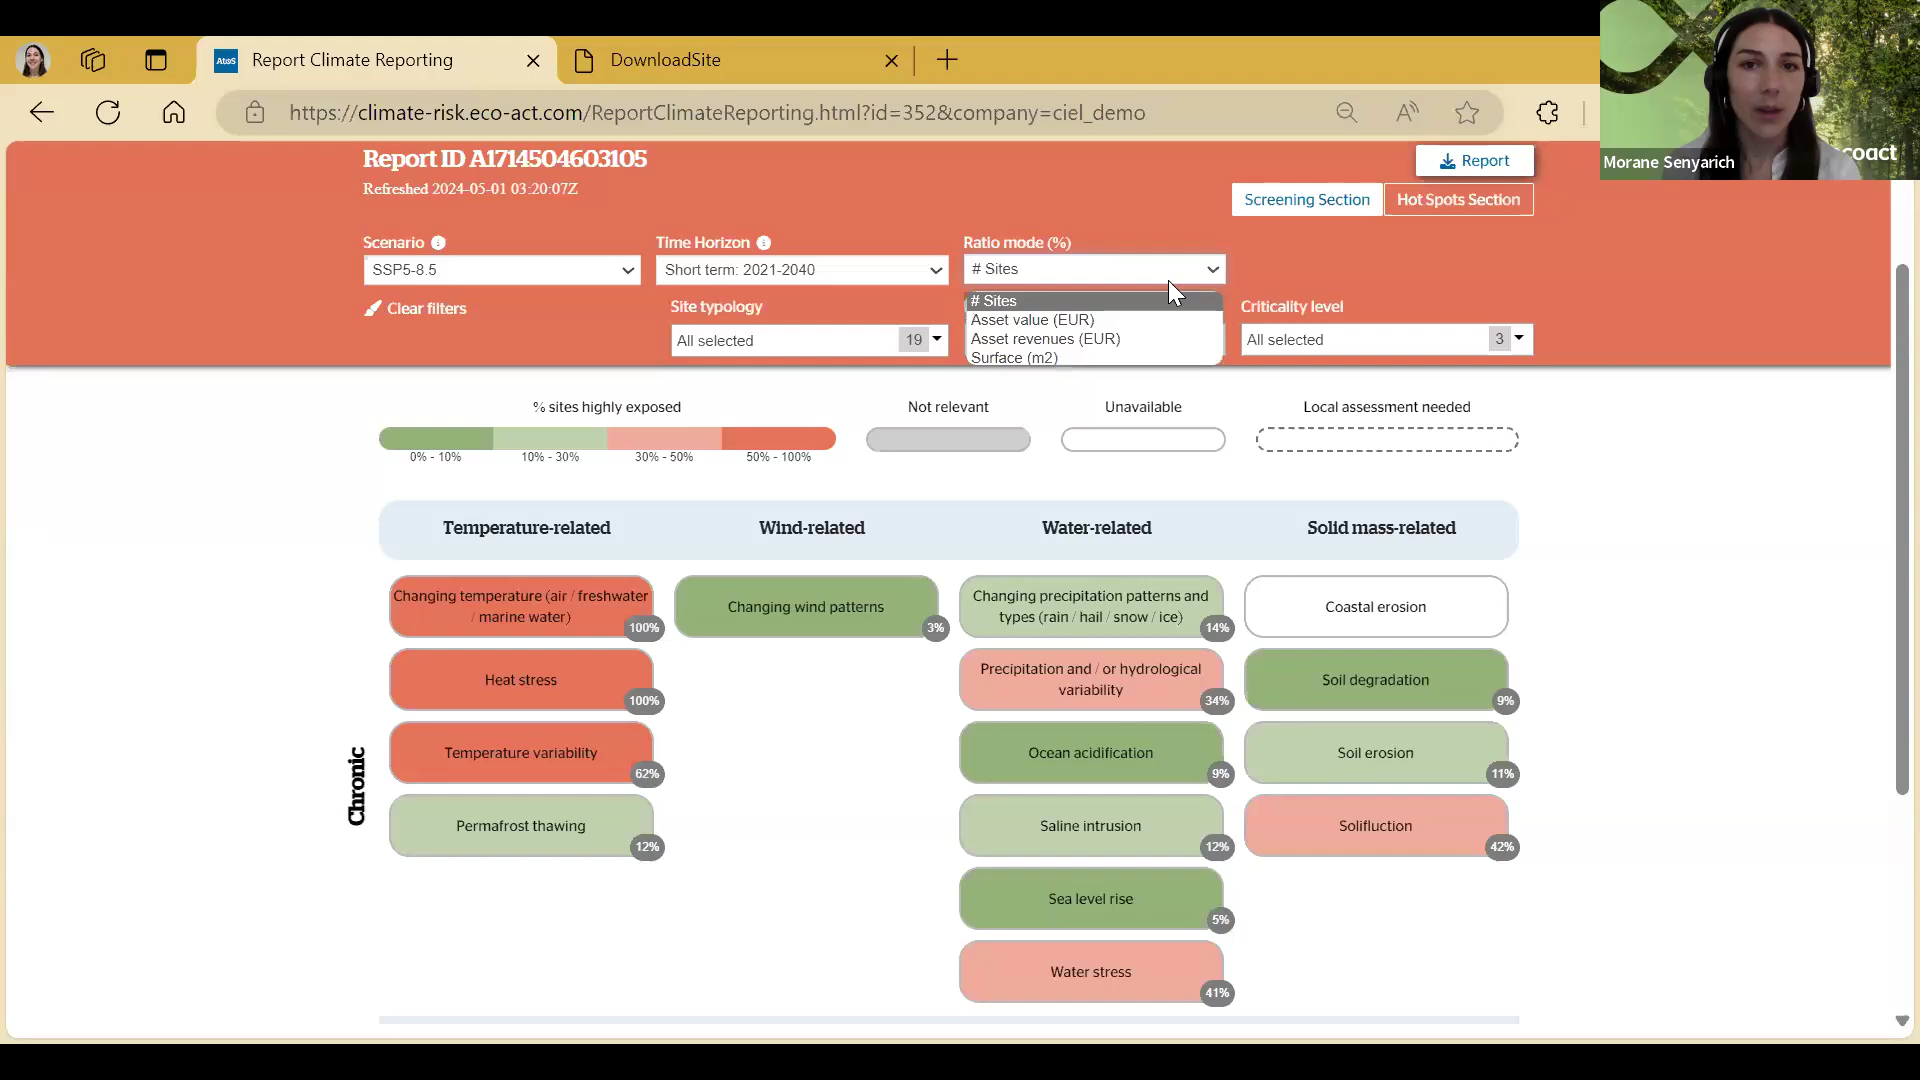 AtoS
Report Climate Reporting
DownloadSite
https://climate-risk.eco-act.com/ReportClimateReporting.html?id=352&company=ciel_demo
Morane Senyarich
coact
Report ID A1714504603105
Refreshed 2024-05-01 03:20:07Z
Report
Screening Section
Hot Spots Section
Scenario
Time Horizon
Ratio mode (%)
SSP5-8.5
Short term: 2021-2040
# Sites
Clear filters
Site typology
Criticality level
All selected
19
All selected
3
# Sites
Asset value (EUR)
Asset revenues (EUR)
Surface (m2)
% sites highly exposed
Not relevant
Unavailable
Local assessment needed
0% - 10%
10% - 30%
30% - 50%
50% - 100%
Temperature-related
Wind-related
Water-related
Solid mass-related
Chronic
Changing temperature (air / freshwater
/ marine water)
100%
Heat stress
100%
Temperature variability
62%
Permafrost thawing
12%
Changing wind patterns
3%
Changing precipitation patterns and
types (rain / hail / snow / ice)
14%
Precipitation and / or hydrological
variability
34%
Ocean acidification
9%
Saline intrusion
12%
Sea level rise
5%
Water stress
41%
Coastal erosion
Soil degradation
9%
Soil erosion
11%
Solifluction
42%